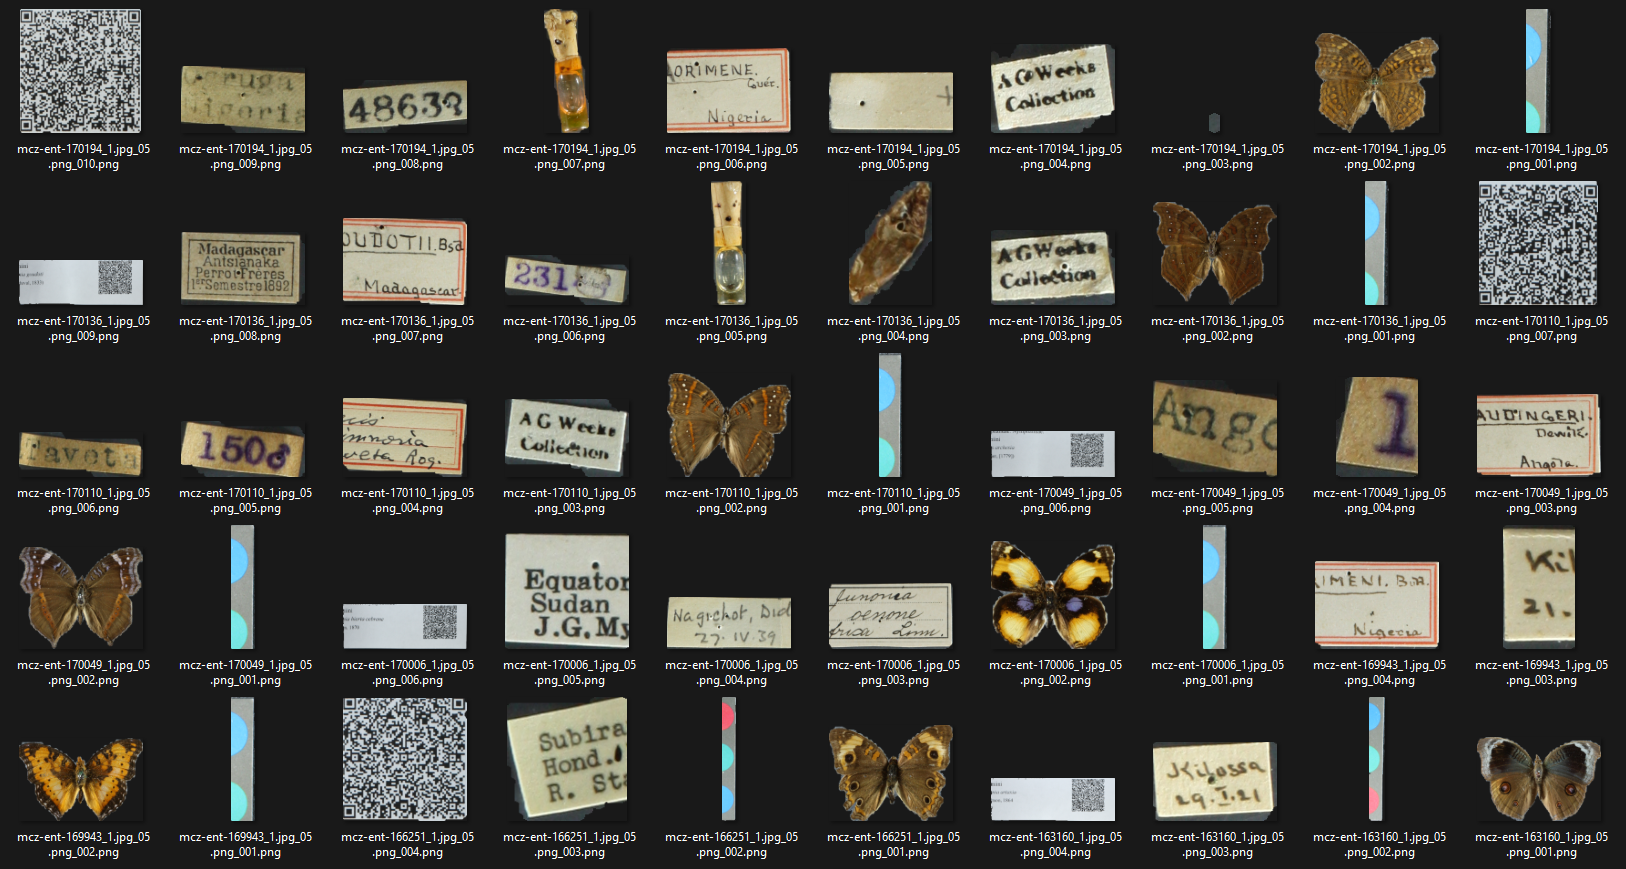 eruga
Nigeria
48632
AORIMENE.
Guér.
Nigeria
+
A G Weeks
Collection
mcz-ent-170194_1.jpg_05
.png_010.png
mcz-ent-170194_1.jpg_05
.png_009.png
mcz-ent-170194_1.jpg_05
.png_008.png
mcz-ent-170194_1.jpg_05
.png_007.png
mcz-ent-170194_1.jpg_05
.png_006.png
mcz-ent-170194_1.jpg_05
.png_005.png
mcz-ent-170194_1.jpg_05
.png_004.png
mcz-ent-170194_1.jpg_05
.png_003.png
mcz-ent-170194_1.jpg_05
.png_002.png
mcz-ent-170194_1.jpg_05
.png_001.png
Madagascar
Antsianaka
Perrot Frères
1er Semestre 1892
OUDOTII. Bsd
Madagascar
231
A G Weeks
Collection
mcz-ent-170136_1.jpg_05
.png_009.png
mcz-ent-170136_1.jpg_05
.png_008.png
mcz-ent-170136_1.jpg_05
.png_007.png
mcz-ent-170136_1.jpg_05
.png_006.png
mcz-ent-170136_1.jpg_05
.png_005.png
mcz-ent-170136_1.jpg_05
.png_004.png
mcz-ent-170136_1.jpg_05
.png_003.png
mcz-ent-170136_1.jpg_05
.png_002.png
mcz-ent-170136_1.jpg_05
.png_001.png
mcz-ent-170110_1.jpg_05
.png_007.png
Taveta
150♂
cis
imnoria
veta Rog.
A G Weeks
Collection
Ango
1
AUDINGERI.
Dewitz.
Angola.
mcz-ent-170110_1.jpg_05
.png_006.png
mcz-ent-170110_1.jpg_05
.png_005.png
mcz-ent-170110_1.jpg_05
.png_004.png
mcz-ent-170110_1.jpg_05
.png_003.png
mcz-ent-170110_1.jpg_05
.png_002.png
mcz-ent-170110_1.jpg_05
.png_001.png
mcz-ent-170049_1.jpg_05
.png_006.png
mcz-ent-170049_1.jpg_05
.png_005.png
mcz-ent-170049_1.jpg_05
.png_004.png
mcz-ent-170049_1.jpg_05
.png_003.png
Equator
Sudan
J.G. My
Nagichot, Did
27.IV.39
Junonia
oenone
frica Linn.
IMENI. Bsa.
Nigeria
Kil
21.
mcz-ent-170049_1.jpg_05
.png_002.png
mcz-ent-170049_1.jpg_05
.png_001.png
mcz-ent-170006_1.jpg_05
.png_006.png
mcz-ent-170006_1.jpg_05
.png_005.png
mcz-ent-170006_1.jpg_05
.png_004.png
mcz-ent-170006_1.jpg_05
.png_003.png
mcz-ent-170006_1.jpg_05
.png_002.png
mcz-ent-170006_1.jpg_05
.png_001.png
mcz-ent-169943_1.jpg_05
.png_004.png
mcz-ent-169943_1.jpg_05
.png_003.png
Subira
Hond.
R. Sta
Kilossa
29.I.21
mcz-ent-169943_1.jpg_05
.png_002.png
mcz-ent-169943_1.jpg_05
.png_001.png
mcz-ent-166251_1.jpg_05
.png_004.png
mcz-ent-166251_1.jpg_05
.png_003.png
mcz-ent-166251_1.jpg_05
.png_002.png
mcz-ent-166251_1.jpg_05
.png_001.png
mcz-ent-163160_1.jpg_05
.png_004.png
mcz-ent-163160_1.jpg_05
.png_003.png
mcz-ent-163160_1.jpg_05
.png_002.png
mcz-ent-163160_1.jpg_05
.png_001.png